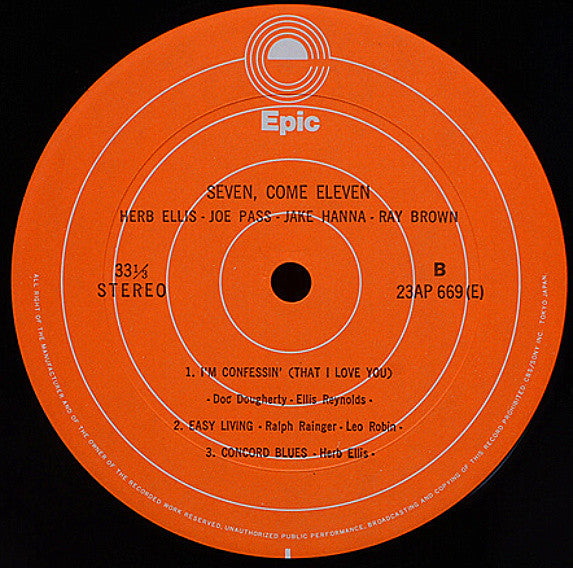 Epic
SEVEN, COME ELEVEN
HERB ELLIS - JOE PASS - JAKE HANNA - RAY BROWN
33⅓
STEREO
B
23AP 669 (E)
1. I'M CONFESSIN' (THAT I LOVE YOU)
- Doc Dougherty - Ellis Reynolds -
2. EASY LIVING - Ralph Rainger - Leo Robin -
3. CONCORD BLUES - Herb Ellis -
ALL RIGHT OF THE MANUFACTURER AND OF THE OWNER OF THE RECORDED WORK RESERVED. UNAUTHORIZED PUBLIC PERFORMANCE, BROADCASTING AND COPYING OF THIS RECORD PROHIBITED. CBS/SONY INC. TOKYO JAPAN.